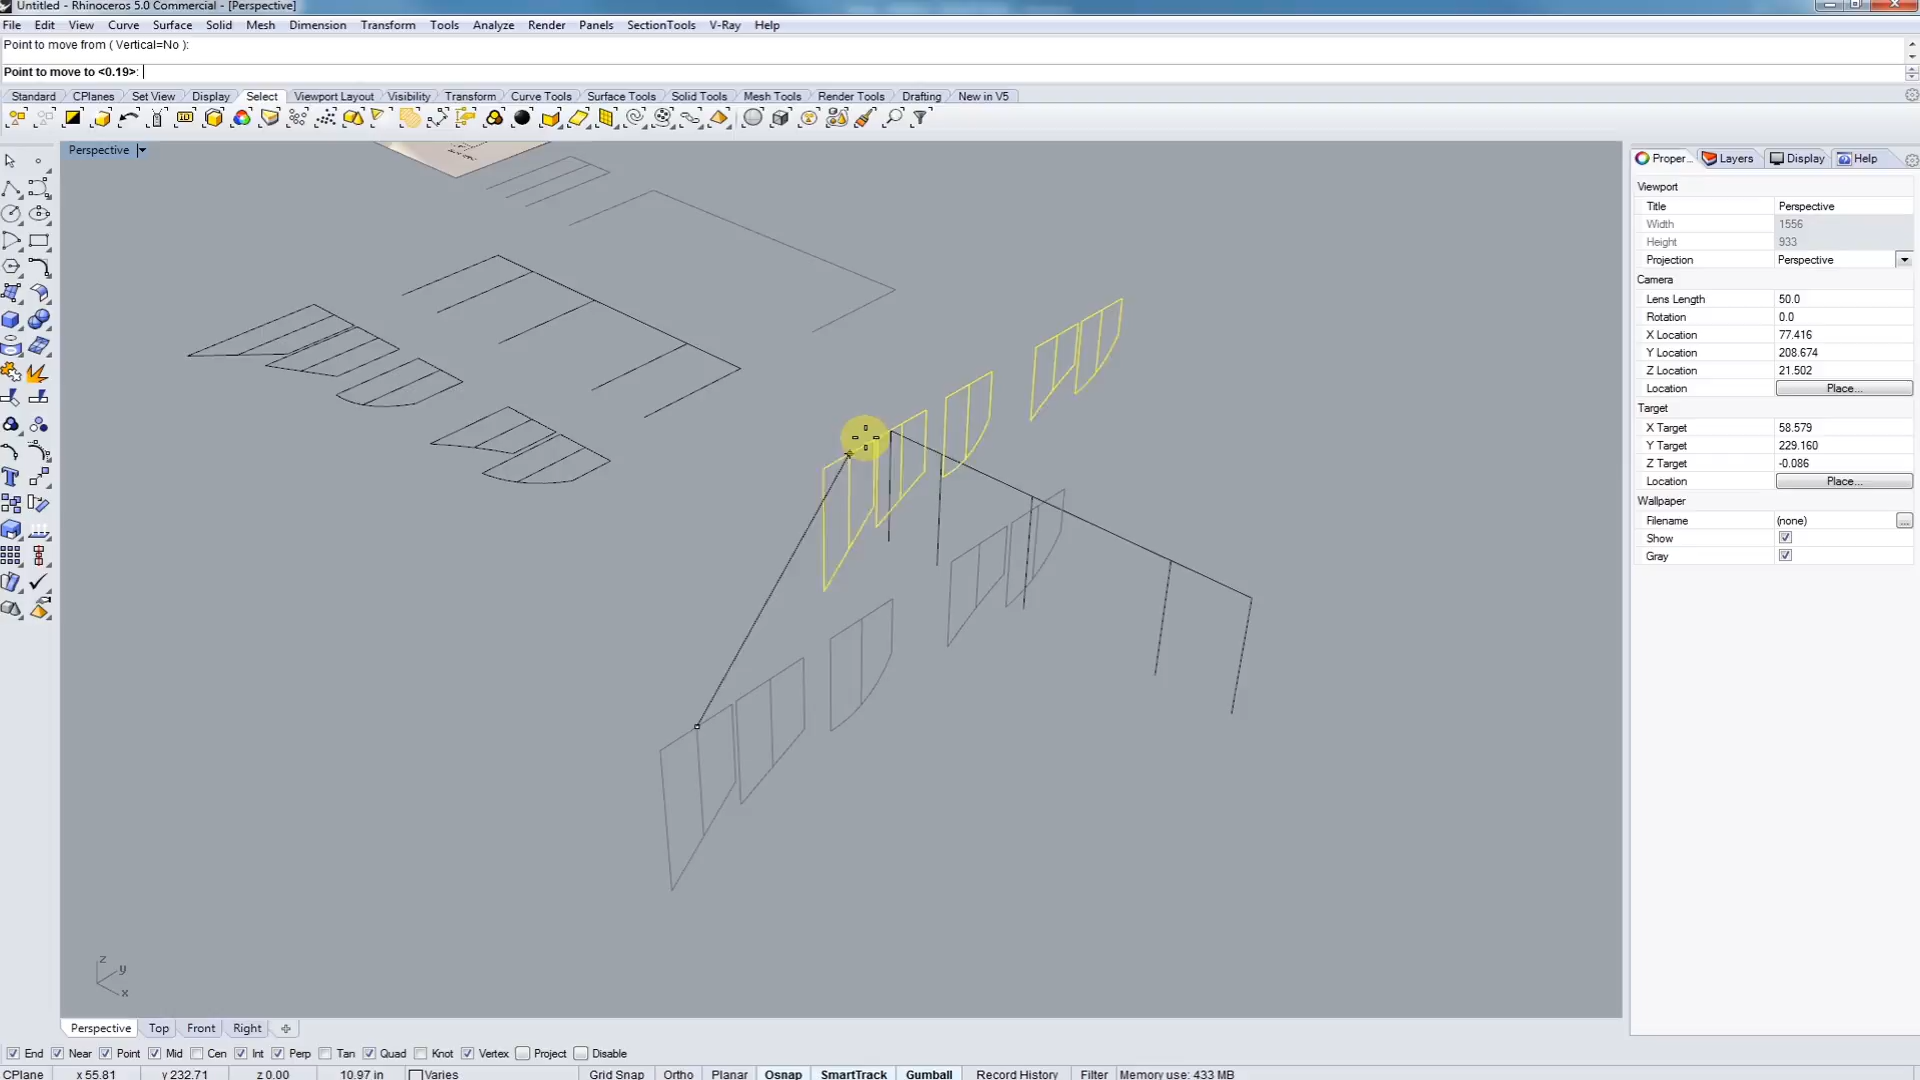 Untitled - Rhinoceros 5.0 Commercial - [Perspective]
File Edit View Curve Surface Solid Mesh Dimension Transform Tools Analyze Render Panels SectionTools V-Ray Help
Point to move from ( Vertical=No ):
Point to move to <0.19>:
Standard CPlanes Set View Display Select Viewport Layout Visibility Transform Curve Tools Surface Tools Solid Tools Mesh Tools Render Tools Drafting New in V5
Perspective
Proper... Layers Display Help
Viewport
Title Perspective
Width 1556
Height 933
Projection Perspective
Camera
Lens Length 50.0
Rotation 0.0
X Location 77.416
Y Location 208.674
Z Location 21.502
Location Place...
Target
X Target 58.579
Y Target 229.160
Z Target -0.086
Location Place...
Wallpaper
Filename (none) ...
Show
Gray
z
y
x
Perspective Top Front Right
End Near Point Mid Cen Int Perp Tan Quad Knot Vertex Project Disable
CPlane x 55.81 y 232.71 z 0.00 10.97 in Varies Grid Snap Ortho Planar Osnap SmartTrack Gumball Record History Filter Memory use: 433 MB